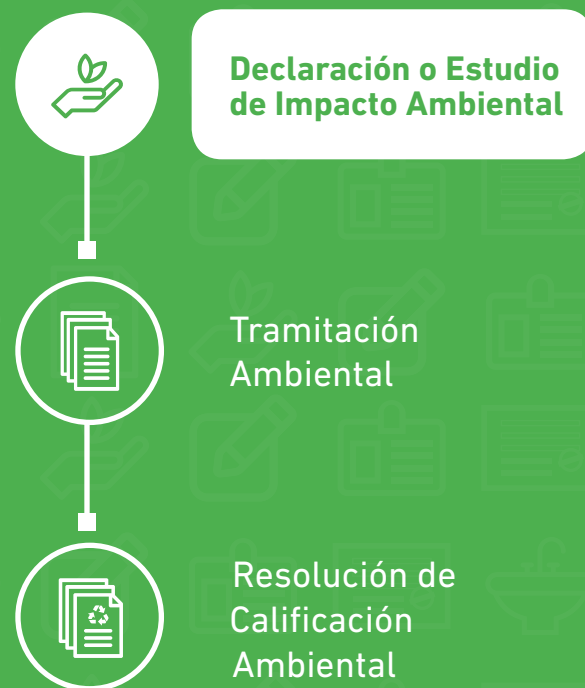 Declaración o Estudio
de Impacto Ambiental
Tramitación
Ambiental
Resolución de
Calificación
Ambiental